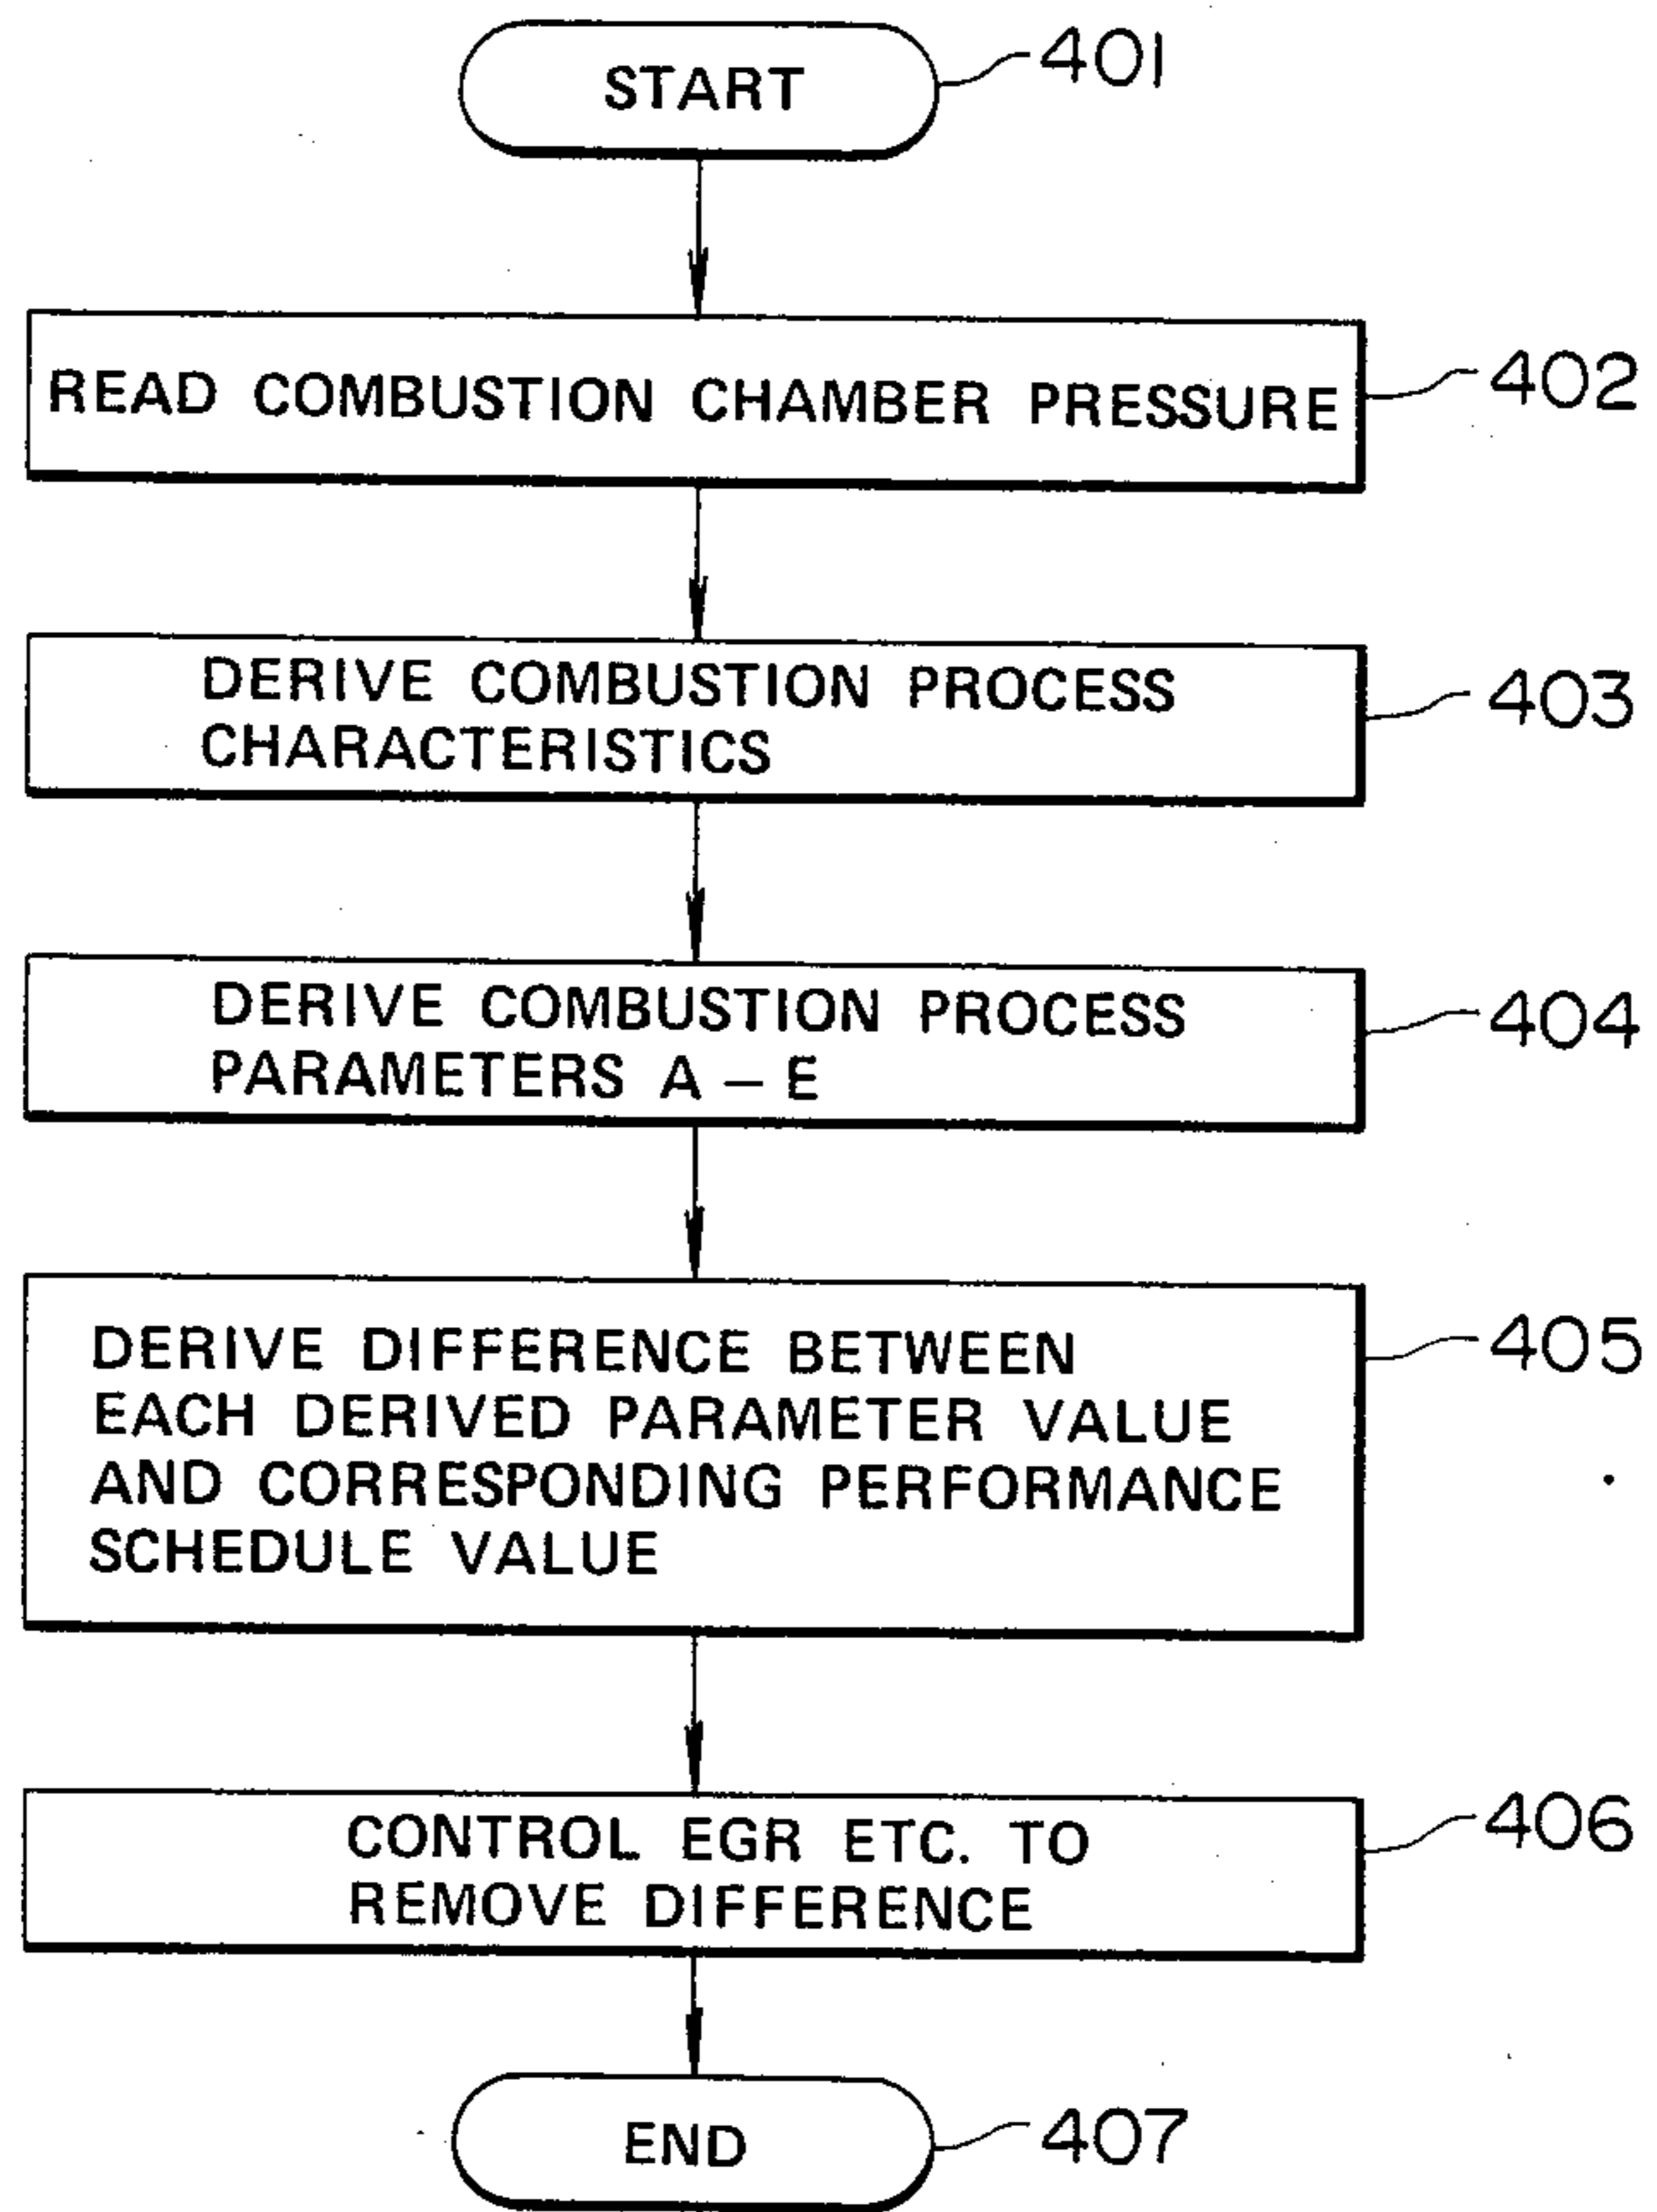 START
401
READ COMBUSTION CHAMBER PRESSURE
402
DERIVE COMBUSTION PROCESS
CHARACTERISTICS
403
DERIVE COMBUSTION PROCESS
PARAMETERS A – E
404
DERIVE DIFFERENCE BETWEEN
EACH DERIVED PARAMETER VALUE
AND CORRESPONDING PERFORMANCE
SCHEDULE VALUE
405
CONTROL EGR ETC. TO
REMOVE DIFFERENCE
406
END
407